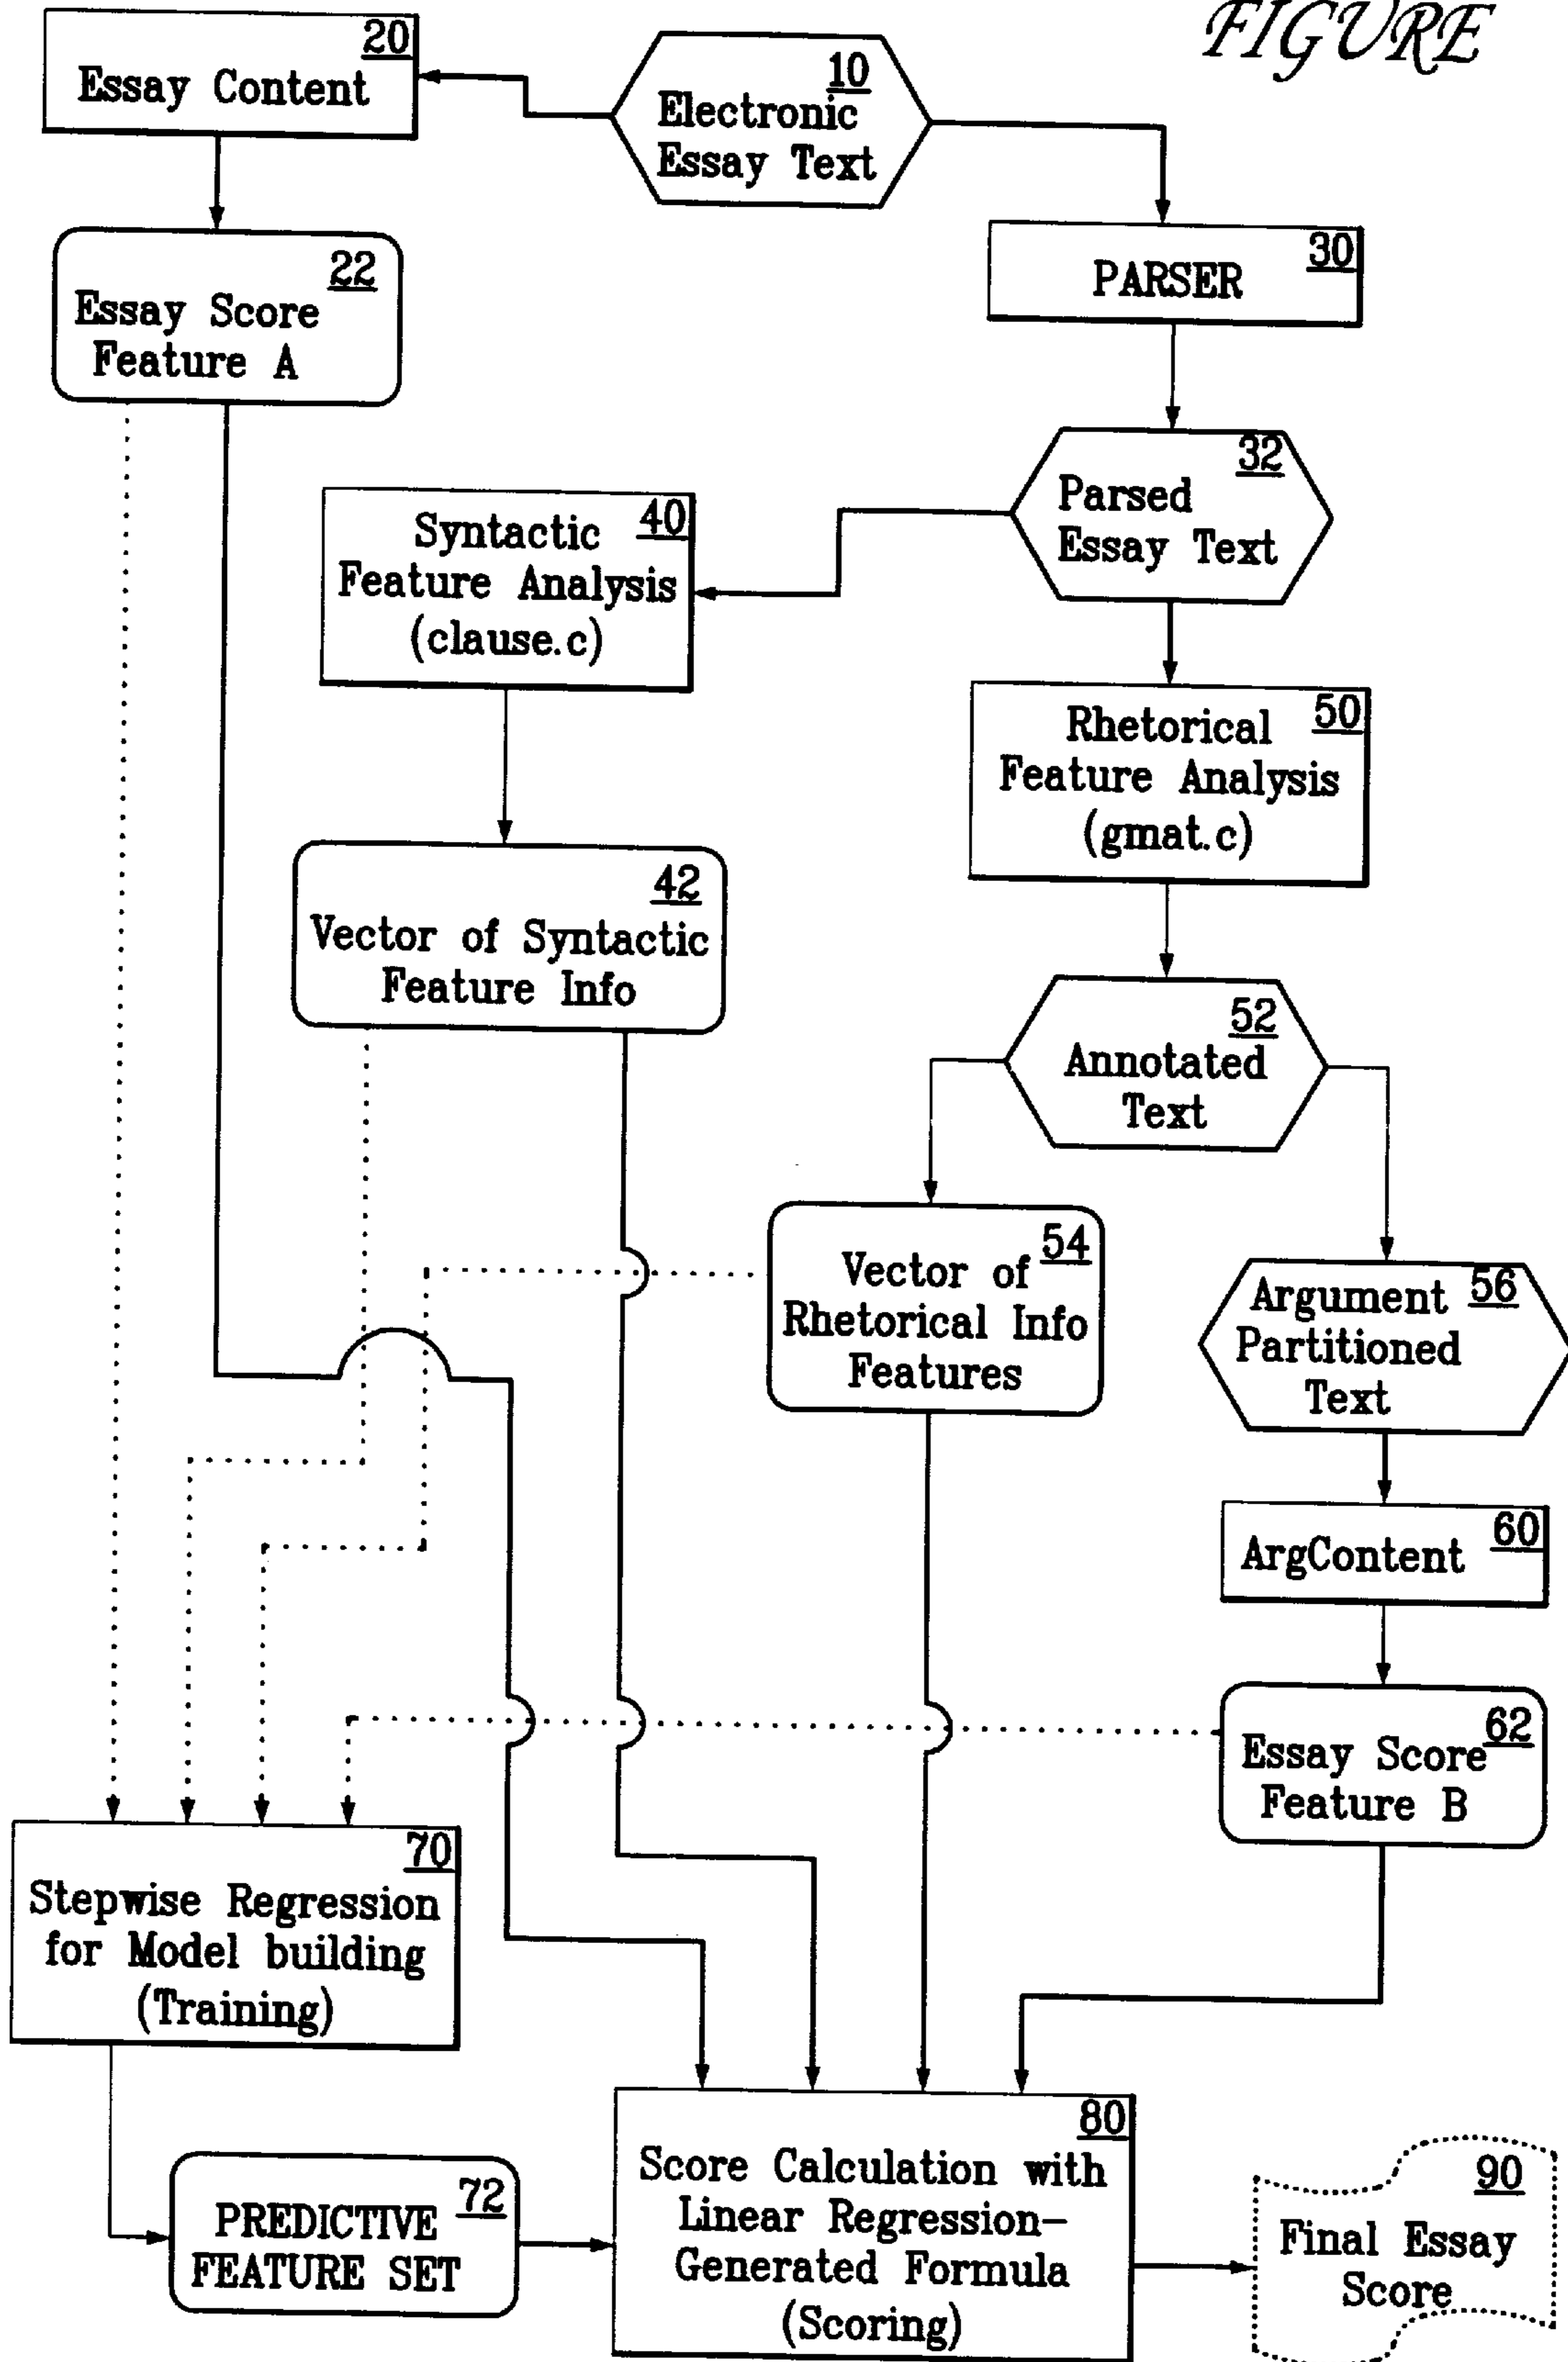 FIGURE
20
Essay Content
10
Electronic
Essay Text
22
Essay Score
Feature A
30
PARSER
32
Parsed
Essay Text
40
Syntactic
Feature Analysis
(clause.c)
50
Rhetorical
Feature Analysis
(gmat.c)
42
Vector of Syntactic
Feature Info
52
Annotated
Text
54
Vector of
Rhetorical Info
Features
56
Argument
Partitioned
Text
60
ArgContent
62
Essay Score
Feature B
70
Stepwise Regression
for Model building
(Training)
72
PREDICTIVE
FEATURE SET
80
Score Calculation with
Linear Regression-
Generated Formula
(Scoring)
90
Final Essay
Score